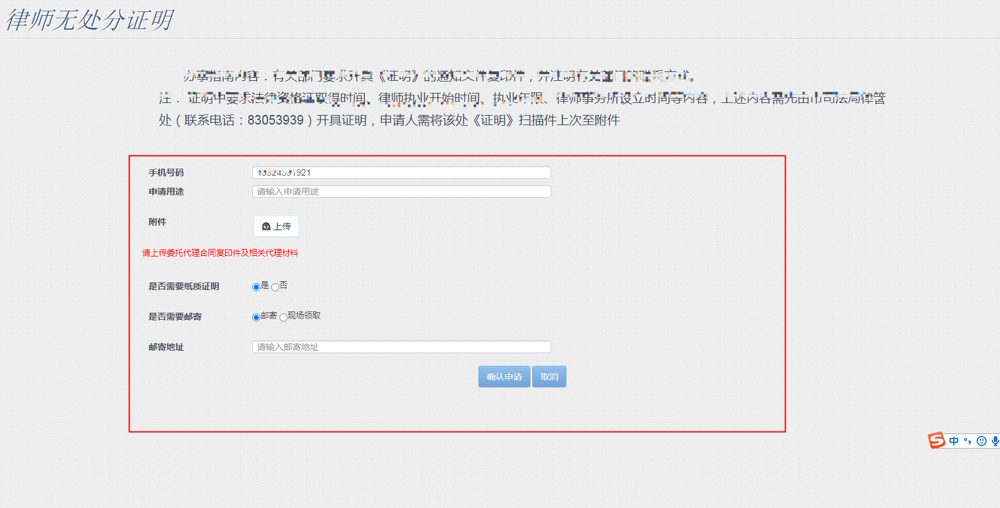 律师无处分证明
办事指南内容：有关部门要求开具《证明》的通知文件复印件，并注明有关部门的联系方式。
注： 证明中要求法律资格证取得时间、律师执业开始时间、执业年限、律师事务所设立时间等内容，上述内容需先由市司法局律管
处（联系电话：83053939）开具证明，申请人需将该处《证明》扫描件上次至附件
手机号码 1921
申请用途 请输入申请用途
附件 上传
请上传委托代理合同复印件及相关代理材料
是否需要纸质证明 是 否
是否需要邮寄 邮寄 现场领取
邮寄地址 请输入邮寄地址
确认申请 取消
中